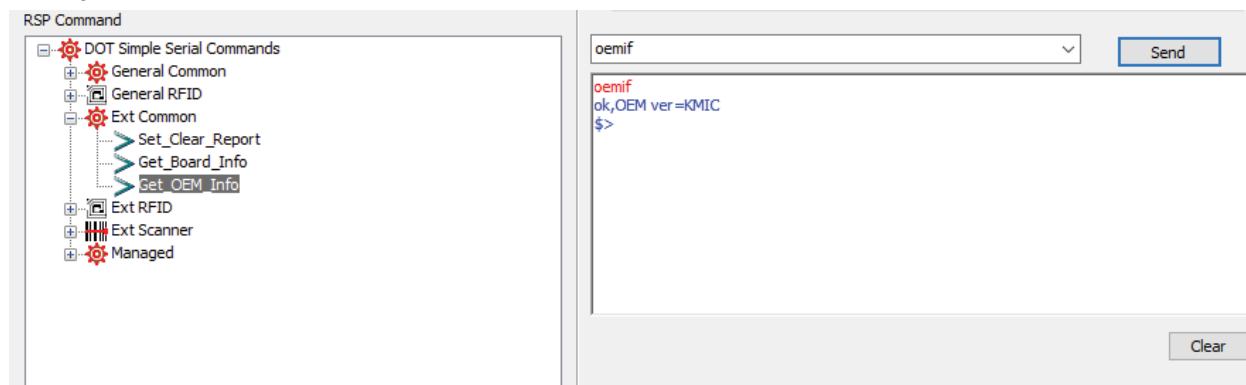 RSP Command
DOT Simple Serial Commands
General Common
General RFID
Ext Common
Set_Clear_Report
Get_Board_Info
Get_OEM_Info
Ext RFID
Ext Scanner
Managed
oemif
Send
oemif
ok,OEM ver=KMIC
$>
Clear